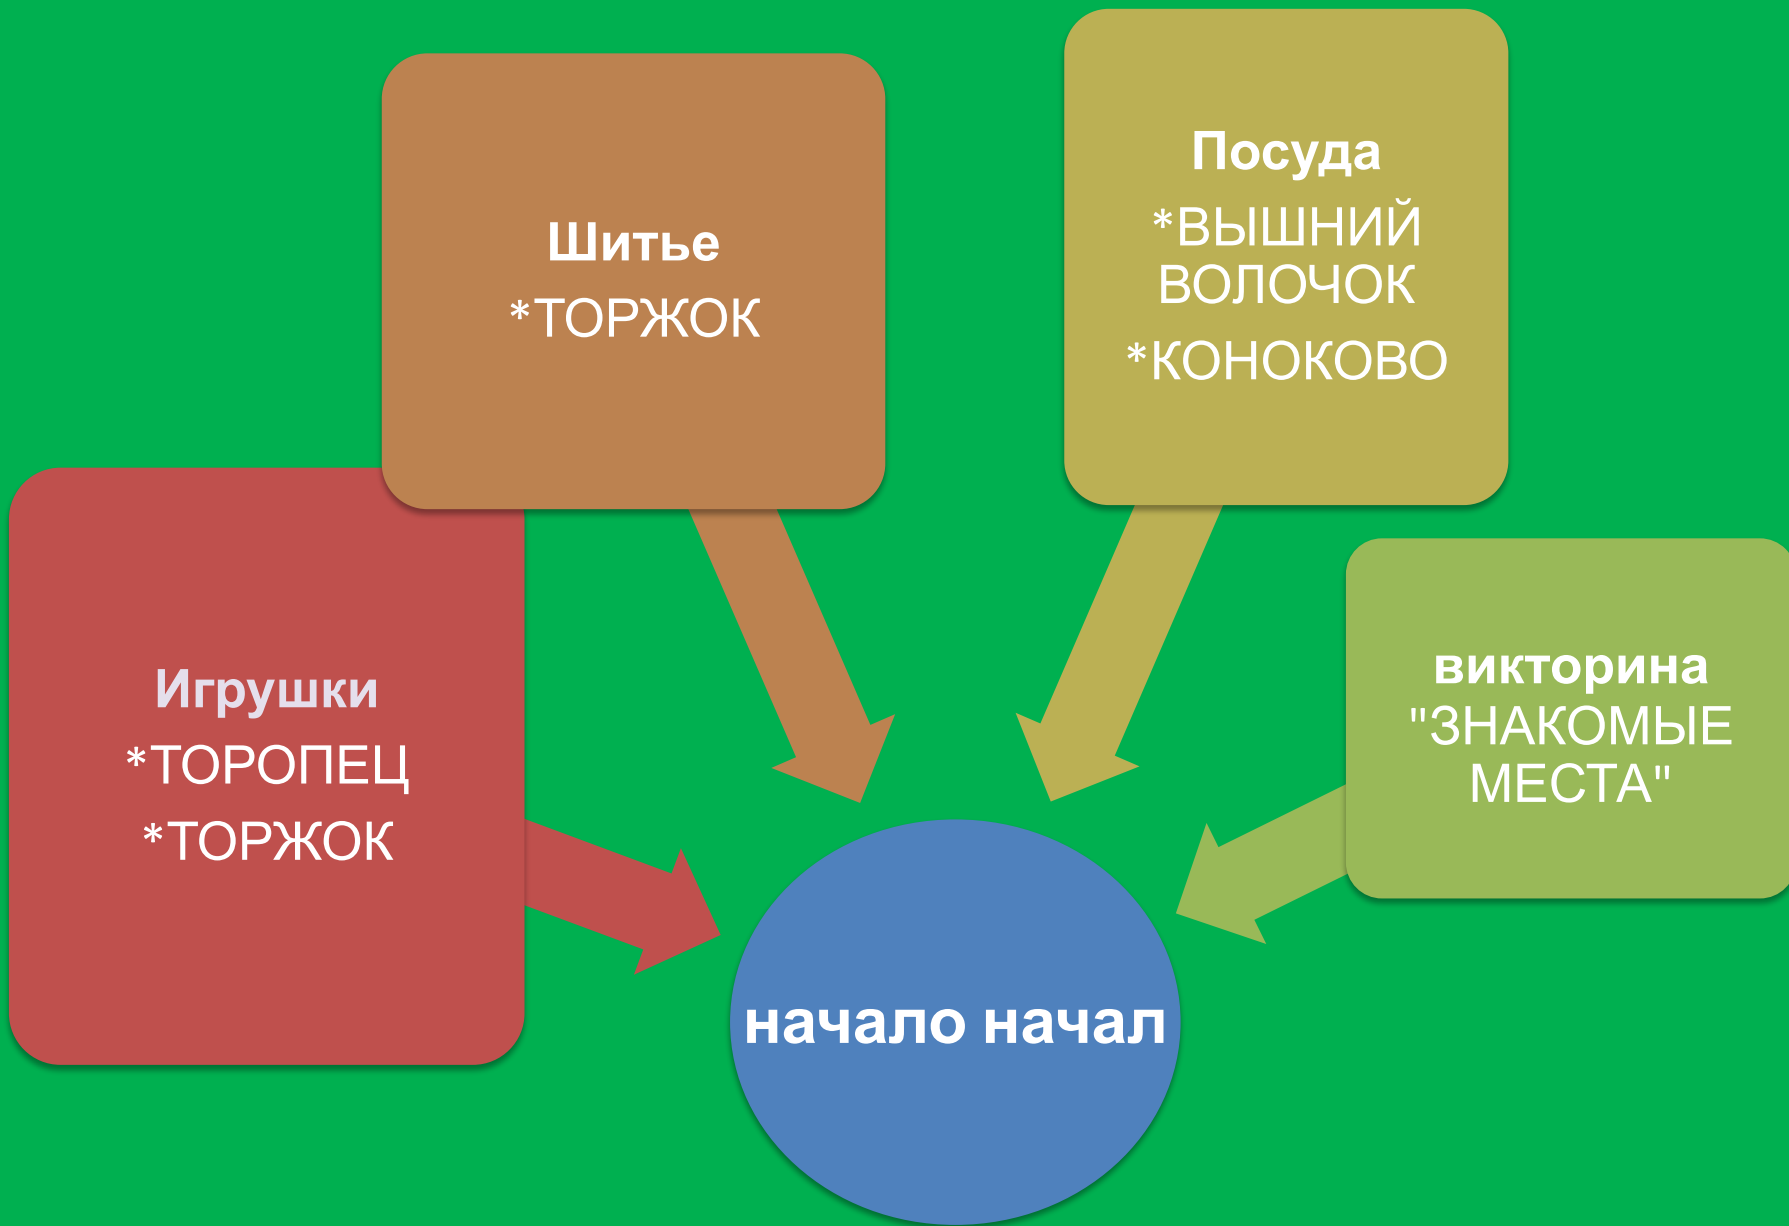 Шитье
*ТОРЖОК
Посуда
*ВЫШНИЙ
ВОЛОЧОК
*КОНОКОВО
Игрушки
*ТОРОПЕЦ
*ТОРЖОК
викторина
"ЗНАКОМЫЕ
МЕСТА"
начало начал